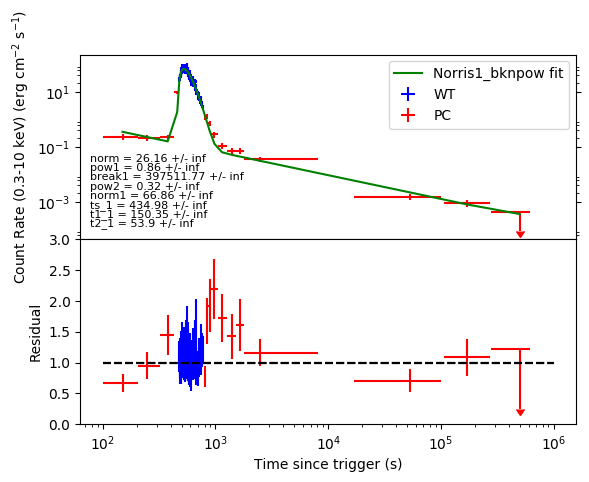 Count Rate (0.3-10 keV) (erg cm⁻² s⁻¹)
10¹
10⁻¹
10⁻³
Norris1_bknpow fit
WT
PC
norm = 26.16 +/- inf
pow1 = 0.86 +/- inf
break1 = 397511.77 +/- inf
pow2 = 0.32 +/- inf
norm1 = 66.86 +/- inf
ts_1 = 434.98 +/- inf
t1_1 = 150.35 +/- inf
t2_1 = 53.9 +/- inf
Residual
3.0
2.5
2.0
1.5
1.0
0.5
0.0
10² 10³ 10⁴ 10⁵ 10⁶
Time since trigger (s)